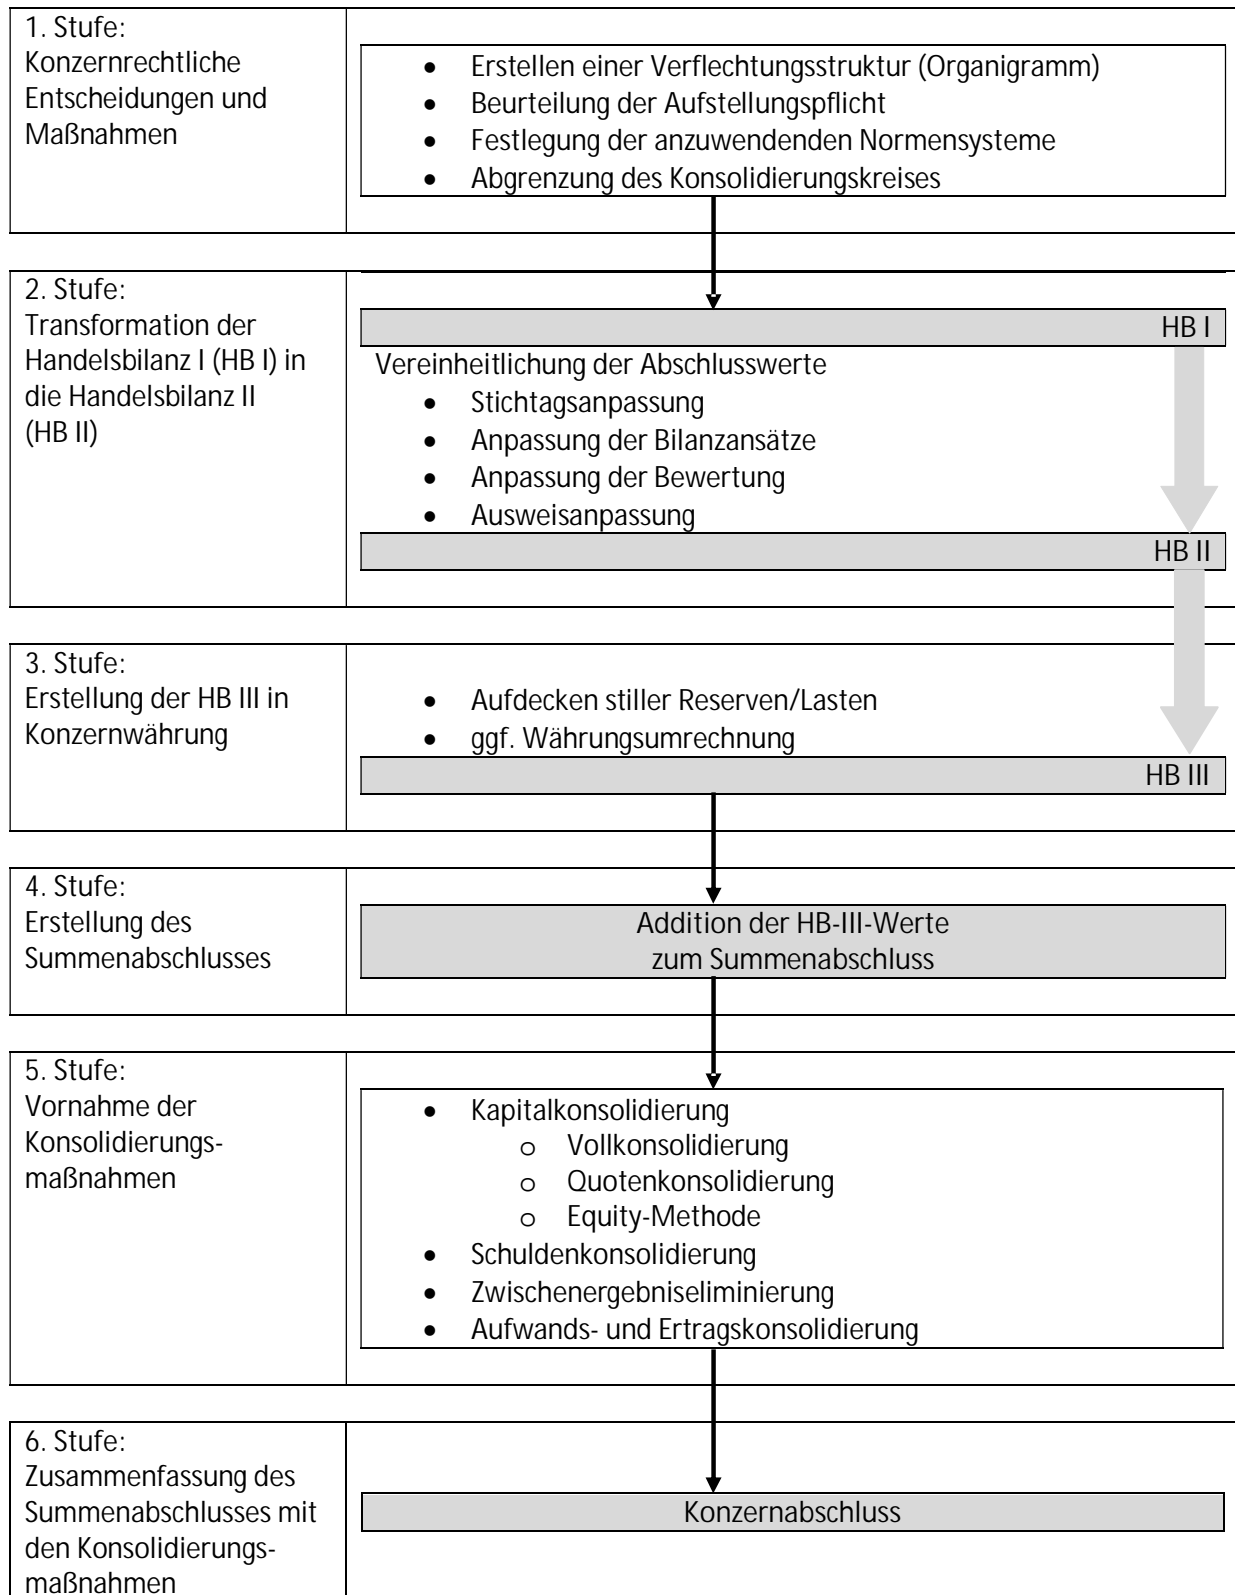 1. Stufe:
Konzernrechtliche
Entscheidungen und
Maßnahmen
• Erstellen einer Verflechtungsstruktur (Organigramm)
• Beurteilung der Aufstellungspflicht
• Festlegung der anzuwendenden Normensysteme
• Abgrenzung des Konsolidierungskreises
2. Stufe:
Transformation der
Handelsbilanz I (HB I) in
die Handelsbilanz II
(HB II)
HB I
Vereinheitlichung der Abschlusswerte
• Stichtagsanpassung
• Anpassung der Bilanzansätze
• Anpassung der Bewertung
• Ausweisanpassung
HB II
3. Stufe:
Erstellung der HB III in
Konzernwährung
• Aufdecken stiller Reserven/Lasten
• ggf. Währungsumrechnung
HB III
4. Stufe:
Erstellung des
Summenabschlusses
Addition der HB-III-Werte
zum Summenabschluss
5. Stufe:
Vornahme der
Konsolidierungs-
maßnahmen
• Kapitalkonsolidierung
o Vollkonsolidierung
o Quotenkonsolidierung
o Equity-Methode
• Schuldenkonsolidierung
• Zwischenergebniseliminierung
• Aufwands- und Ertragskonsolidierung
6. Stufe:
Zusammenfassung des
Summenabschlusses mit
den Konsolidierungs-
maßnahmen
Konzernabschluss